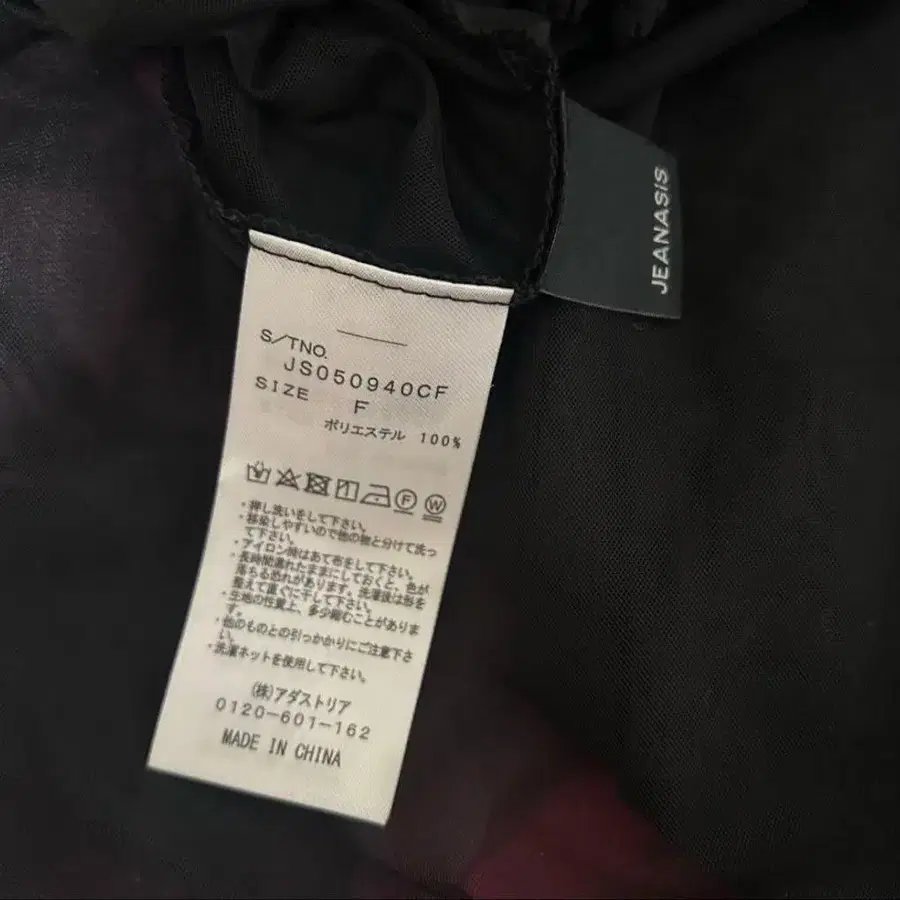 JEANASIS
S/TNO.
JS050940CF
SIZE F
ポリエステル 100%
・押し洗いをして下さい。
・移染しやすいので他の物と分けて洗っ
て下さい。
・アイロン時はあて布をして下さい。
・長時間濡れたままにしておくと、色が
落ちる恐れがあります。洗濯後は形を
整えて直ぐに干して下さい。
・生地の性質上、多少縮むことがありま
す。
・他のものとの引っかかりにご注意下さ
い。
・洗濯ネットを使用して下さい。
(株)アダストリア
0120-601-162
MADE IN CHINA